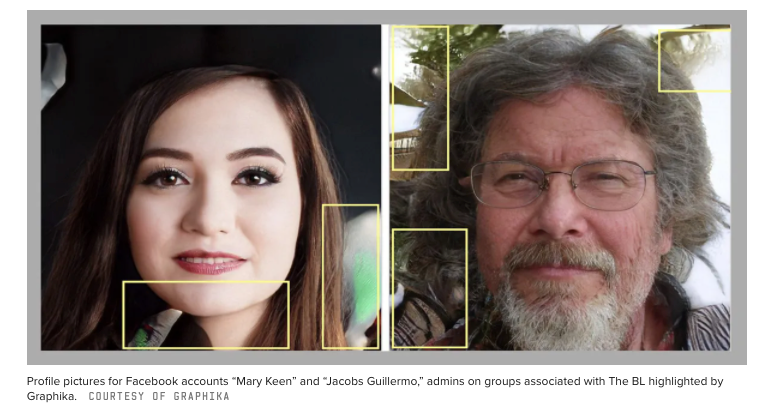 Profile pictures for Facebook accounts “Mary Keen” and “Jacobs Guillermo,” admins on groups associated with The BL highlighted by
Graphika. COURTESY OF GRAPHIKA